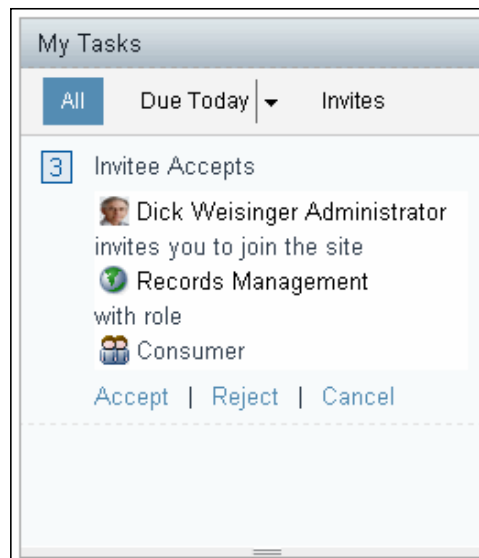 My Tasks
All Due Today Invites
3 Invitee Accepts
Dick Weisinger Administrator
invites you to join the site
Records Management
with role
Consumer
Accept | Reject | Cancel